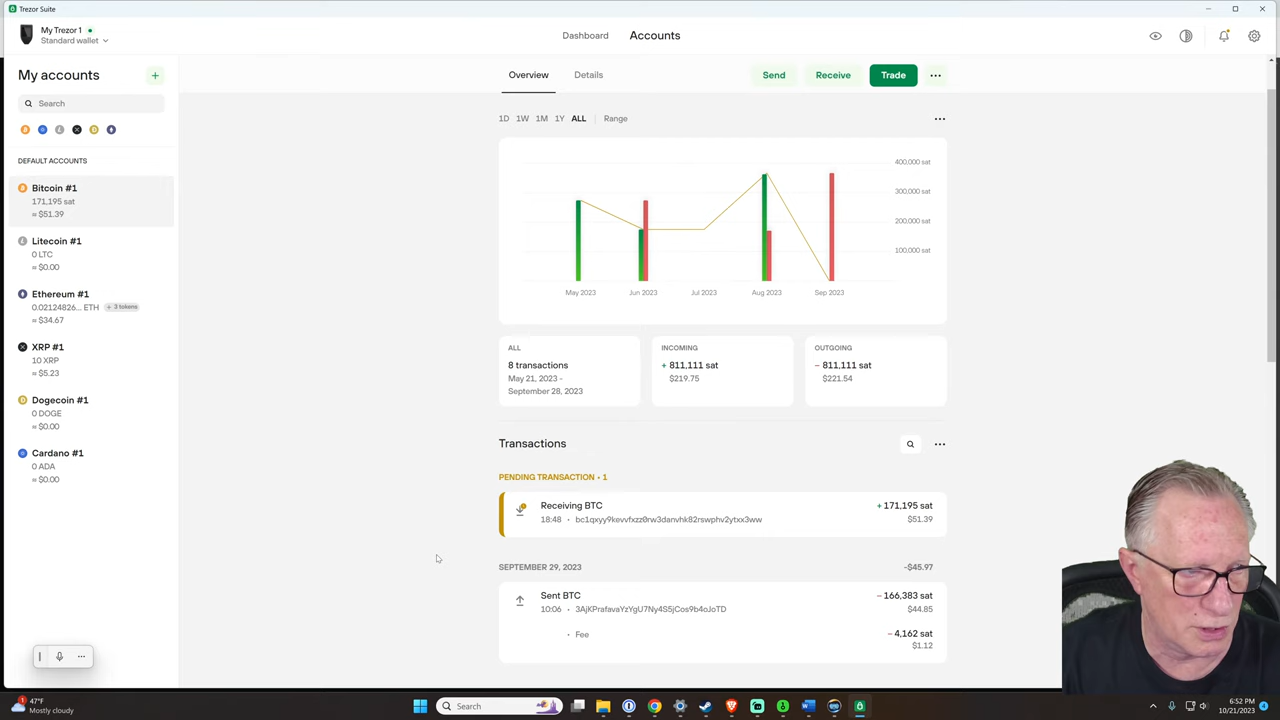 Trezor Suite
My Trezor 1
Standard wallet
Dashboard
Accounts
My accounts
+
Search
DEFAULT ACCOUNTS
Bitcoin #1
171,195 sat
≈ $51.39
Litecoin #1
0 LTC
≈ $0.00
Ethereum #1
0.02124826... ETH + 3 tokens
≈ $34.67
XRP #1
10 XRP
≈ $5.23
Dogecoin #1
0 DOGE
≈ $0.00
Cardano #1
0 ADA
≈ $0.00
Overview
Details
Send
Receive
Trade
1D 1W 1M 1Y ALL Range
400,000 sat
300,000 sat
200,000 sat
100,000 sat
May 2023 Jun 2023 Jul 2023 Aug 2023 Sep 2023
ALL
8 transactions
May 21, 2023 –
September 28, 2023
INCOMING
+ 811,111 sat
$219.75
OUTGOING
– 811,111 sat
$221.54
Transactions
PENDING TRANSACTION • 1
Receiving BTC + 171,195 sat
18:48 • bc1qxyy9kevvfxzz0rw3danvhk82rswphv2ytxx3ww $51.39
SEPTEMBER 29, 2023 -$45.97
Sent BTC – 166,383 sat
10:06 • 3AjKPrafavaYzYgU7Ny4S5jCos9b4oJoTD $44.85
• Fee – 4,162 sat
$1.12
1
47°F
Mostly cloudy
Search
6:52 PM
10/21/2023